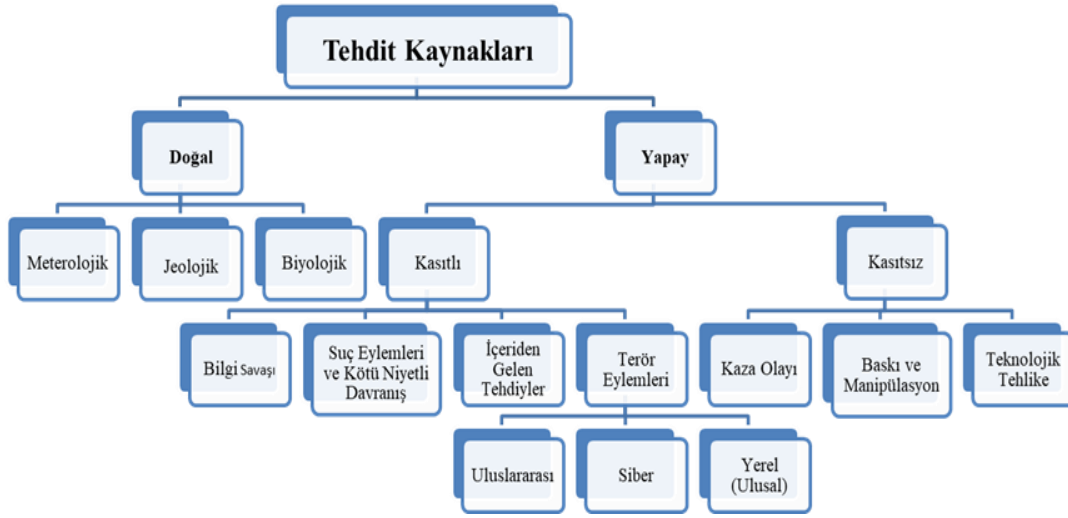 Tehdit Kaynakları
Doğal
Yapay
Meterolojik
Jeolojik
Biyolojik
Kasıtlı
Kasıtsız
Bilgi Savaşı
Suç Eylemleri
ve Kötü Niyetli
Davranış
İçeriden
Gelen
Tehdiyler
Terör
Eylemleri
Kaza Olayı
Baskı ve
Manipülasyon
Teknolojik
Tehlike
Uluslararası
Siber
Yerel
(Ulusal)